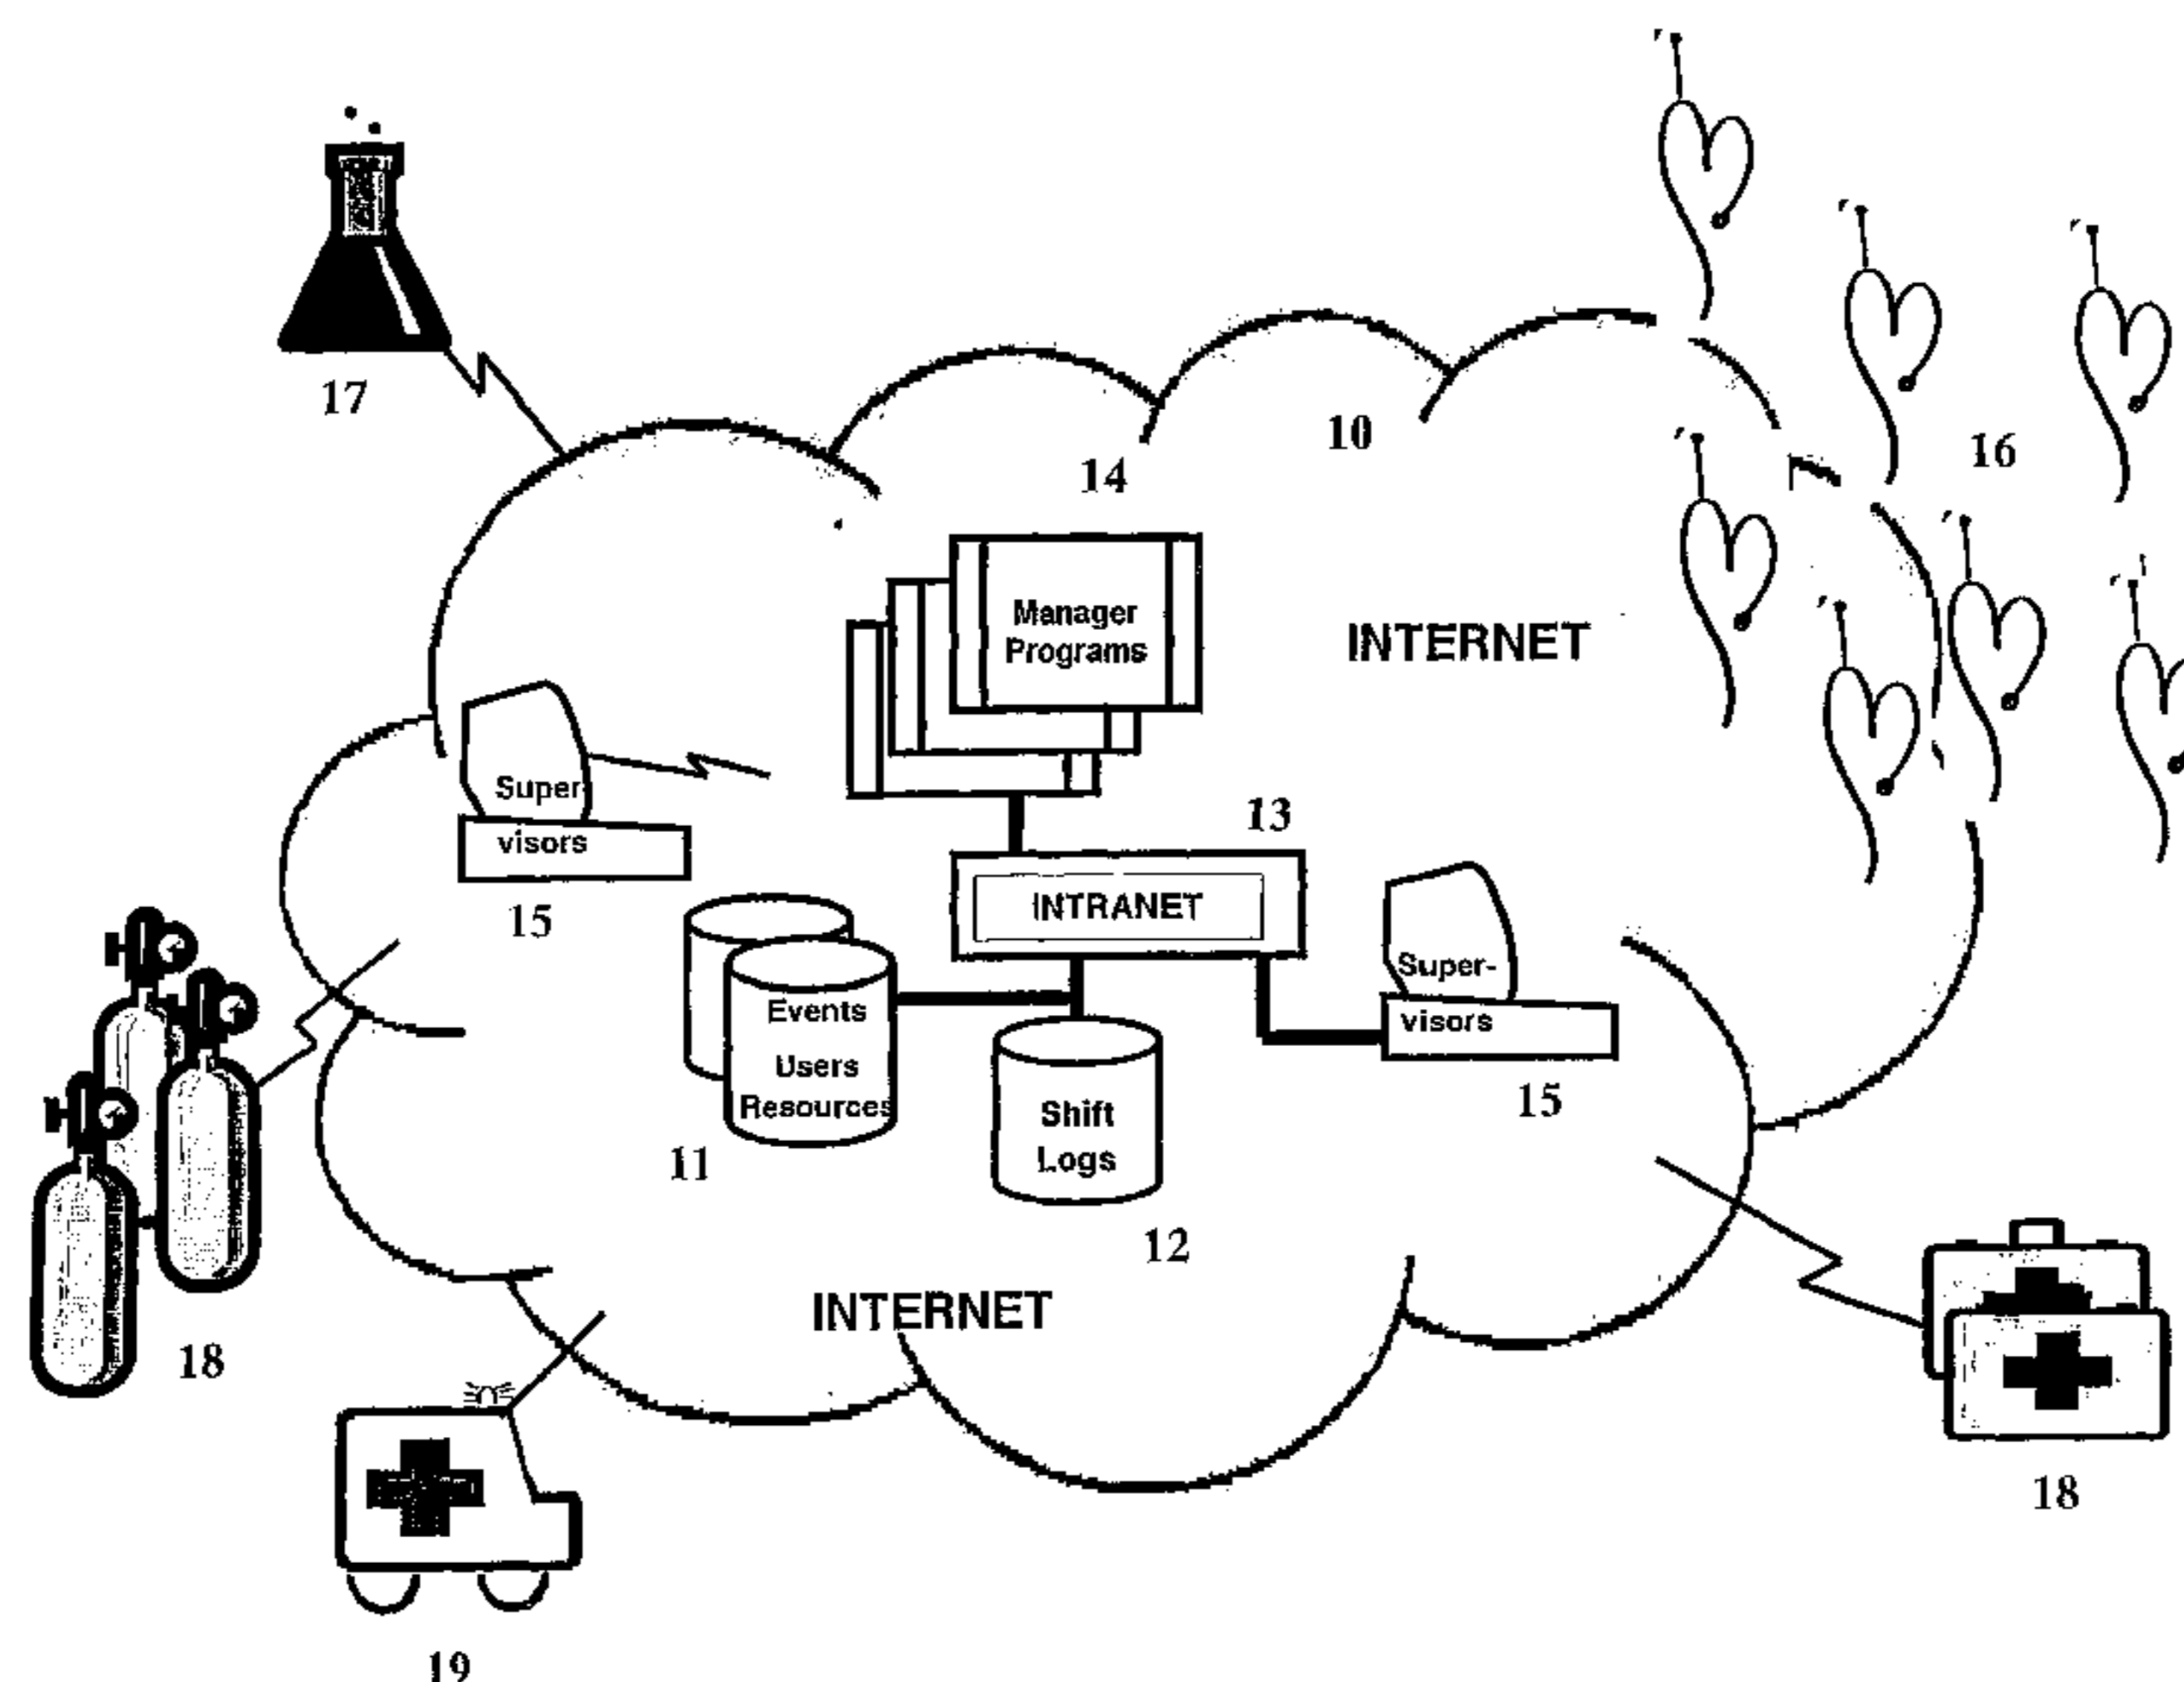 17
10
14
16
Manager
Programs
INTERNET
Super-
visors
13
15
INTRANET
Super-
visors
Events
Users
Resources
Shift
Logs
15
11
12
INTERNET
18
18
19